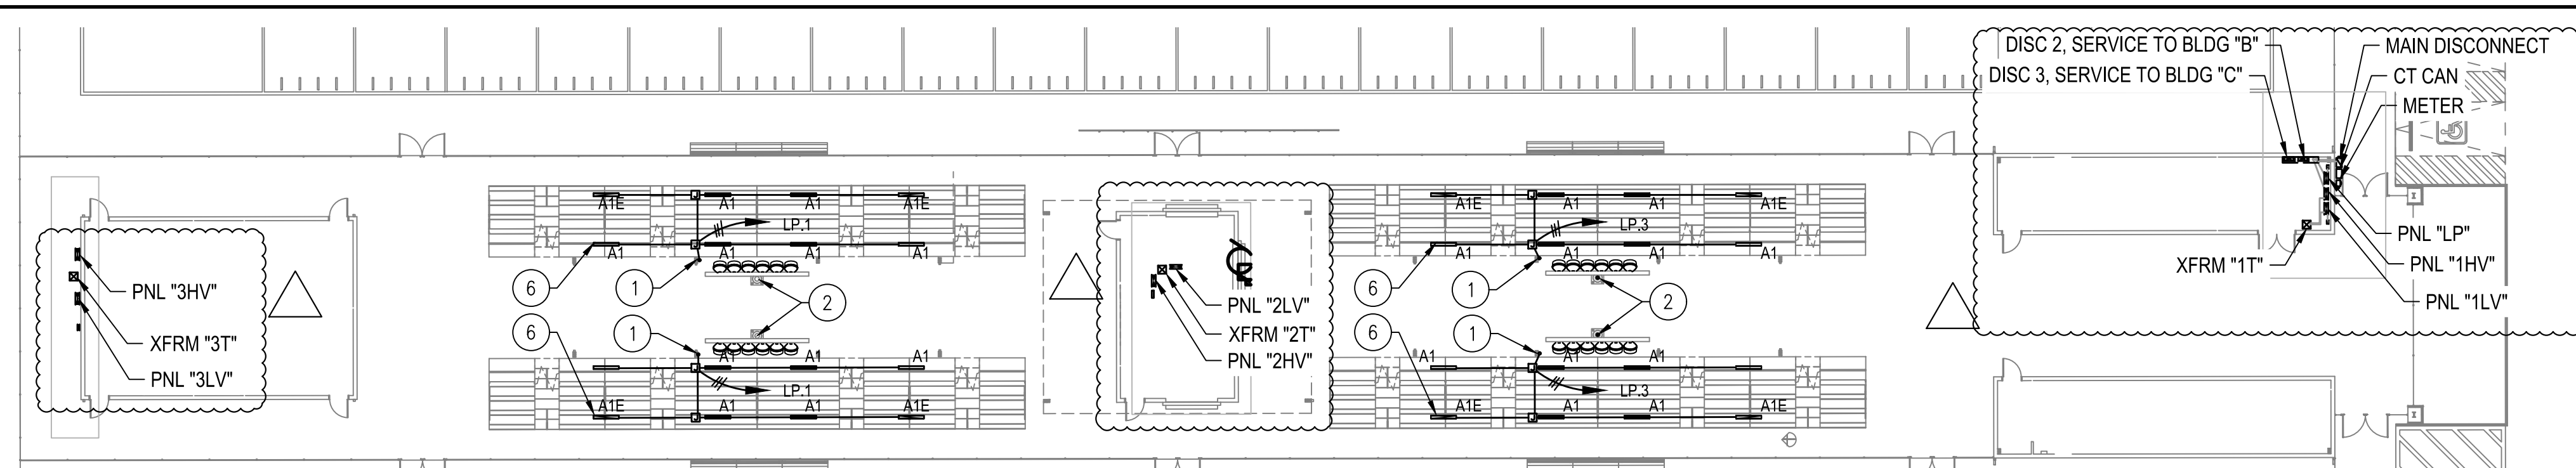 DISC 2, SERVICE TO BLDG "B"
MAIN DISCONNECT
DISC 3, SERVICE TO BLDG "C"
CT CAN
METER
A1E A1 A1 A1E
A1E A1 A1 A1E
LP.1
LP.3
PNL "LP"
A1 A1 A1 A1
A1 A1 A1 A1
XFRM "1T"
PNL "1HV"
PNL "1LV"
6 1 2
6 1 2
PNL "3HV"
PNL "2LV"
XFRM "2T"
PNL "2HV"
6 1
6 1
XFRM "3T"
PNL "3LV"
A1 A1 A1
A1 A1 A1
LP.1
LP.3
A1E A1 A1 A1E
A1E A1 A1 A1E